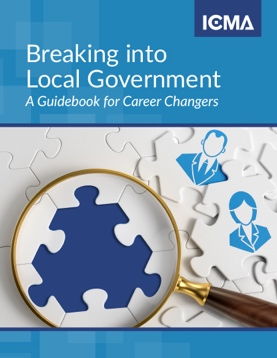 ICMA
Breaking into
Local Government
A Guidebook for Career Changers